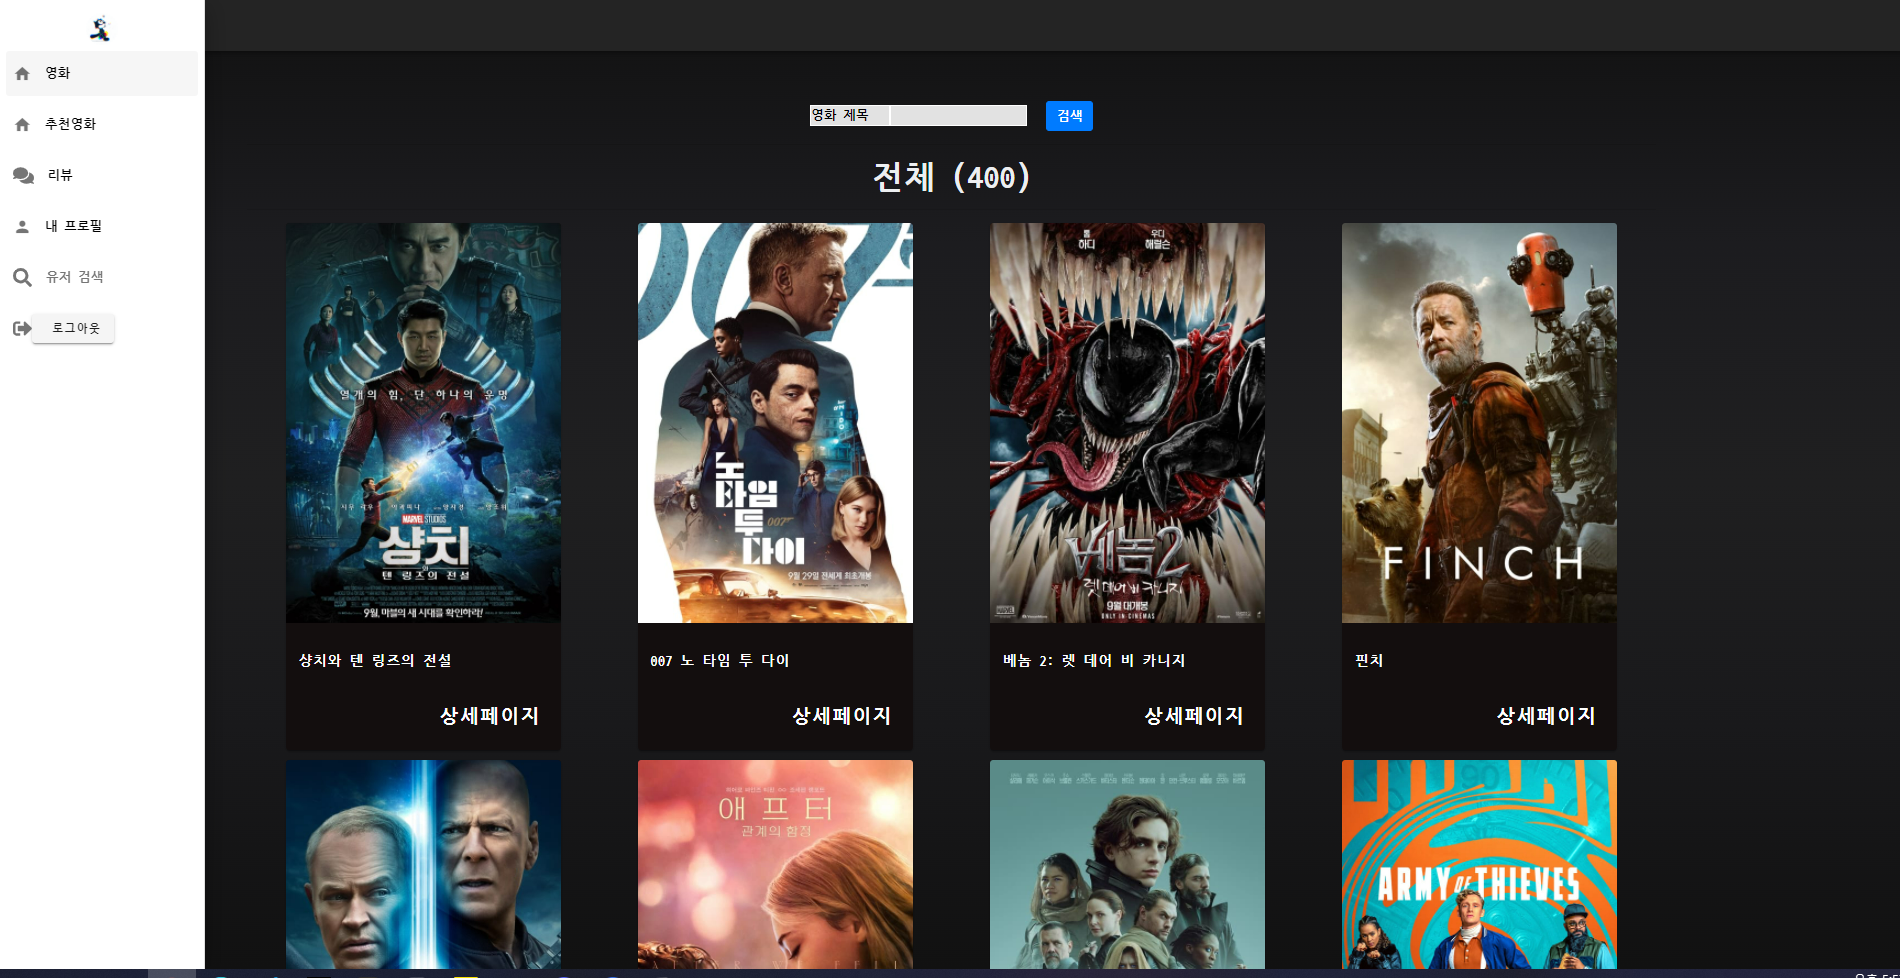 영화
추천영화
리뷰
내 프로필
유저 검색
로그아웃
영화 제목
검색
전체 (400)
열개의 힘, 단 하나의 운명
MARVEL STUDIOS
샹치
와
텐 링즈의 전설
9월, 마블의 새 시대를 확인하라!
샹치와 텐 링즈의 전설
상세페이지
007
노
타임
투 007
다이
9월 29일 전세계 최초개봉
007 노 타임 투 다이
상세페이지
톰 하디
우디 해럴슨
베놈2
렛 데어 비 카니지
9월 대개봉
ONLY IN CINEMAS
베놈 2: 렛 데어 비 카니지
상세페이지
FINCH
핀치
상세페이지
애프터
관계의 함정
ARMY OF THIEVES